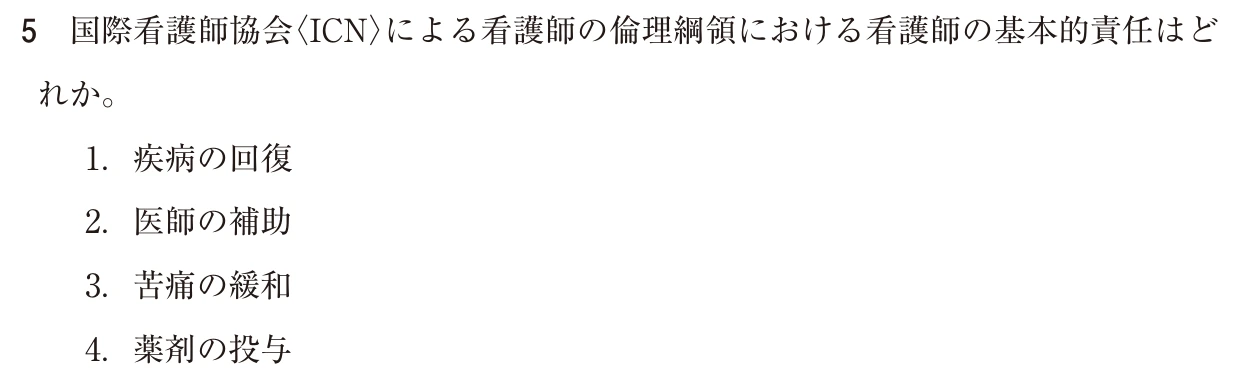 5　国際看護師協会〈ICN〉による看護師の倫理綱領における看護師の基本的責任はど
れか。
1. 疾病の回復
2. 医師の補助
3. 苦痛の緩和
4. 薬剤の投与